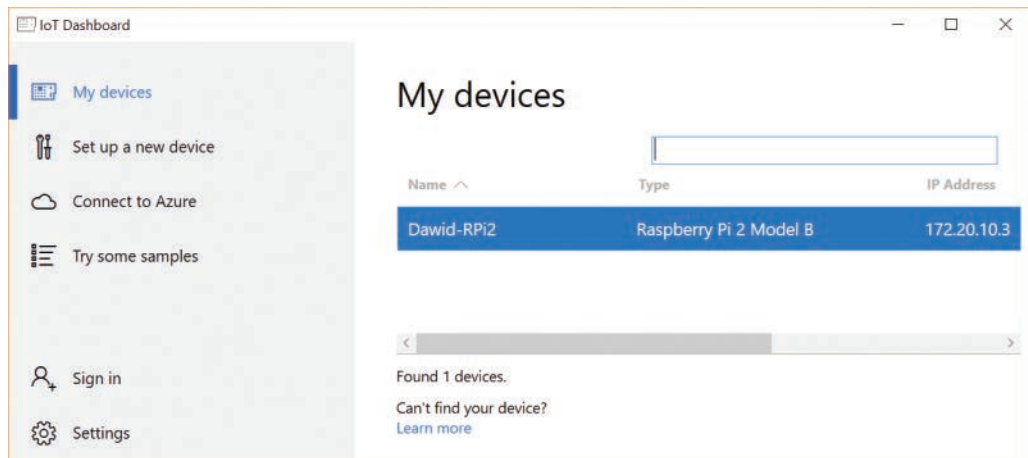 IoT Dashboard
My devices
Set up a new device
Connect to Azure
Try some samples
Sign in
Settings
My devices
Name Type IP Address
Dawid-RPi2 Raspberry Pi 2 Model B 172.20.10.3
Found 1 devices.
Can't find your device?
Learn more